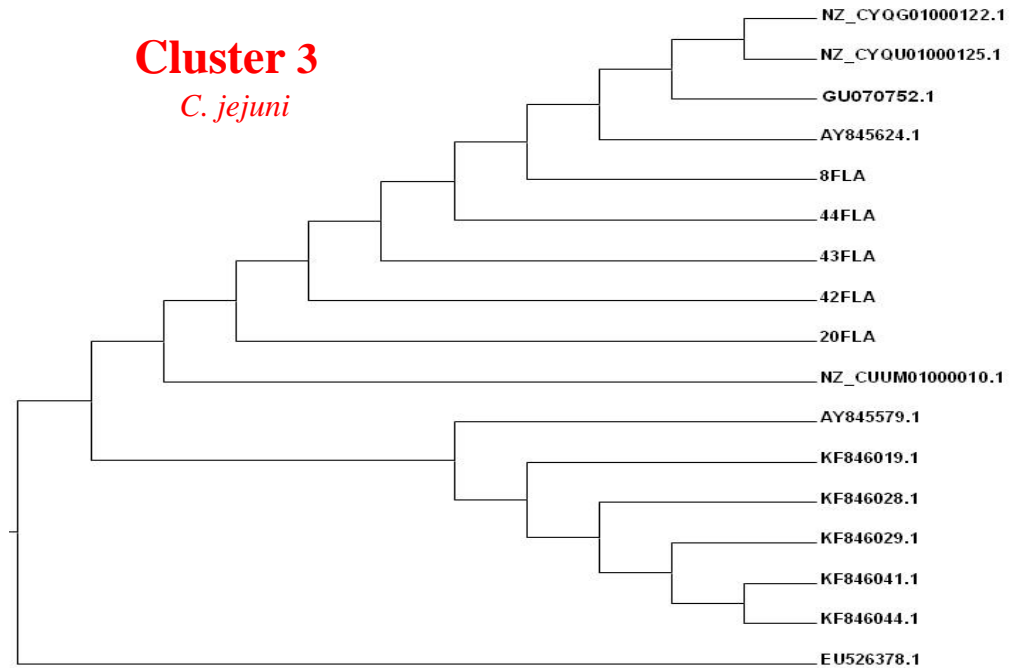 Cluster 3
C. jejuni
NZ_CYQG01000122.1
NZ_CYQU01000125.1
GU070752.1
AY845624.1
8FLA
44FLA
43FLA
42FLA
20FLA
NZ_CUUM01000010.1
AY845579.1
KF846019.1
KF846028.1
KF846029.1
KF846041.1
KF846044.1
EU526378.1